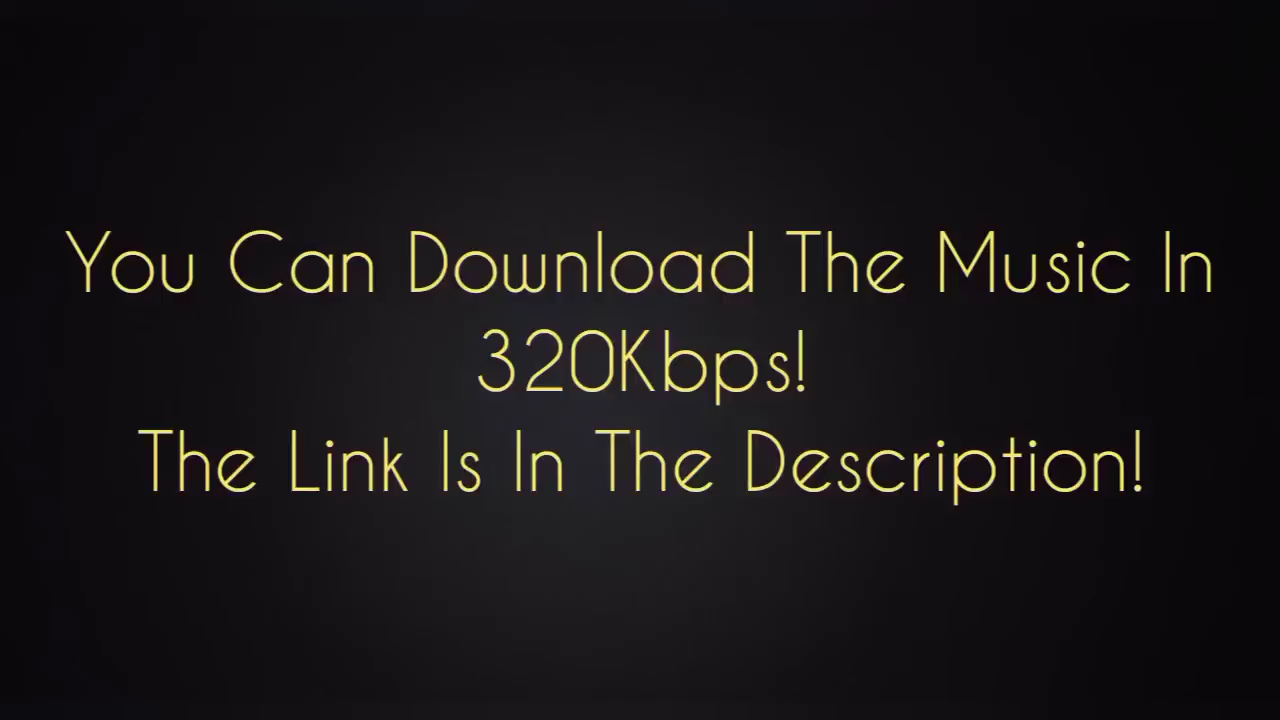 You Can Download The Music In
320Kbps!
The Link Is In The Description!